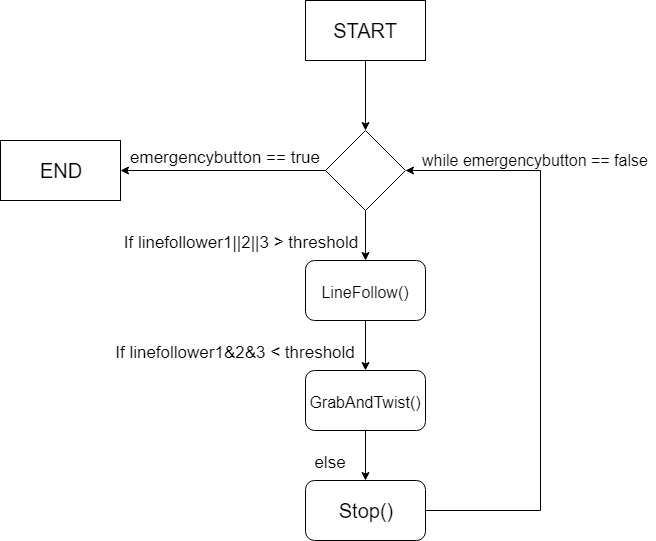 START
emergencybutton == true
while emergencybutton == false
END
If linefollower1||2||3 > threshold
LineFollow()
If linefollower1&2&3 < threshold
GrabAndTwist()
else
Stop()